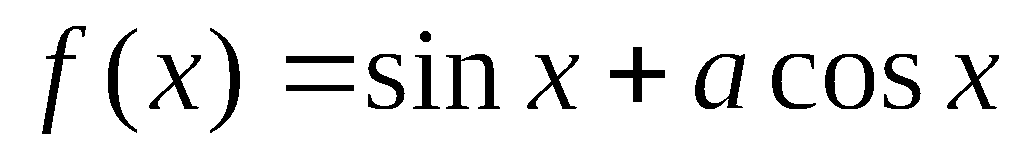 f(x) =sin x + a cos x